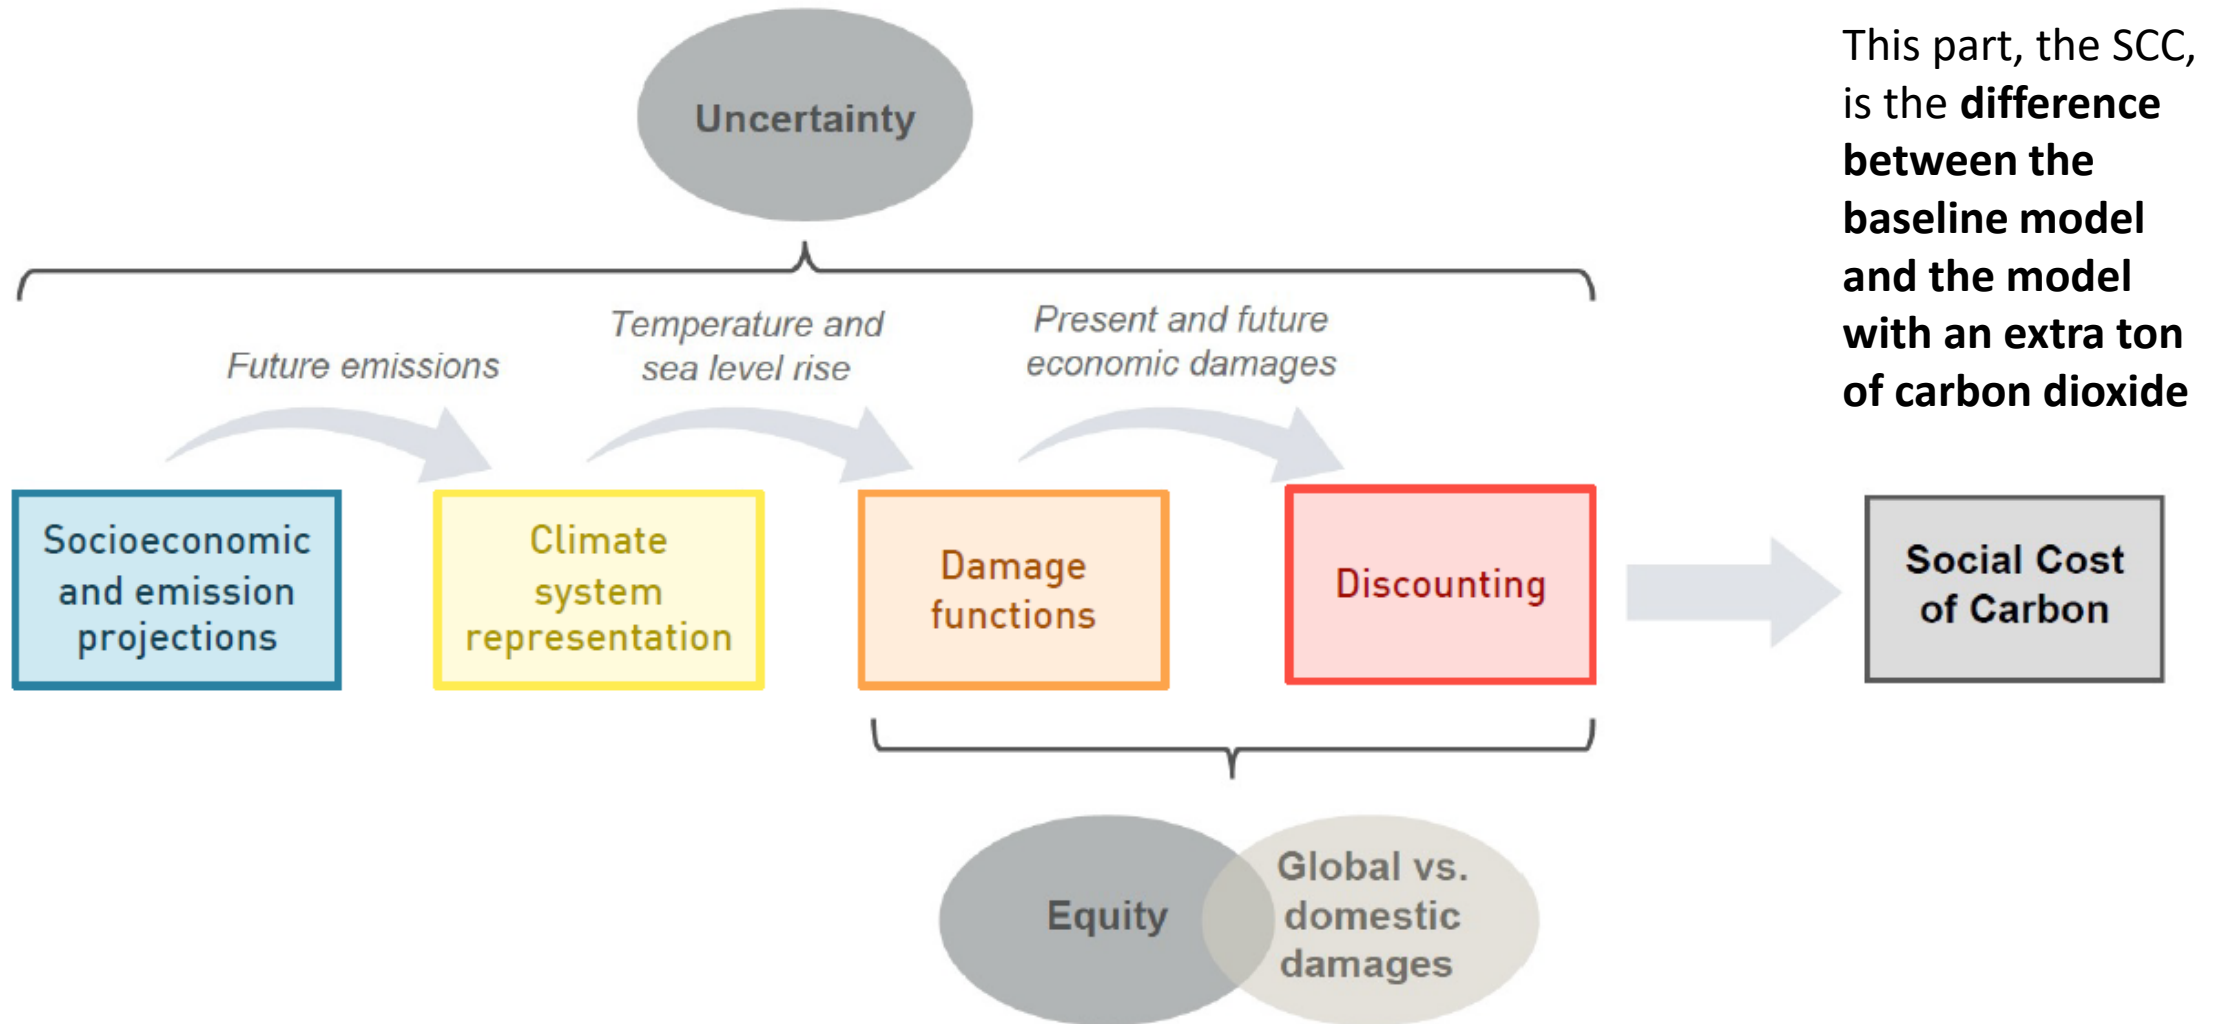 This part, the SCC,
is the difference
between the
baseline model
and the model
with an extra ton
of carbon dioxide
Uncertainty
Future emissions
Temperature and
sea level rise
Present and future
economic damages
Socioeconomic
and emission
projections
Climate
system
representation
Damage
functions
Discounting
Social Cost
of Carbon
Equity
Global vs.
domestic
damages